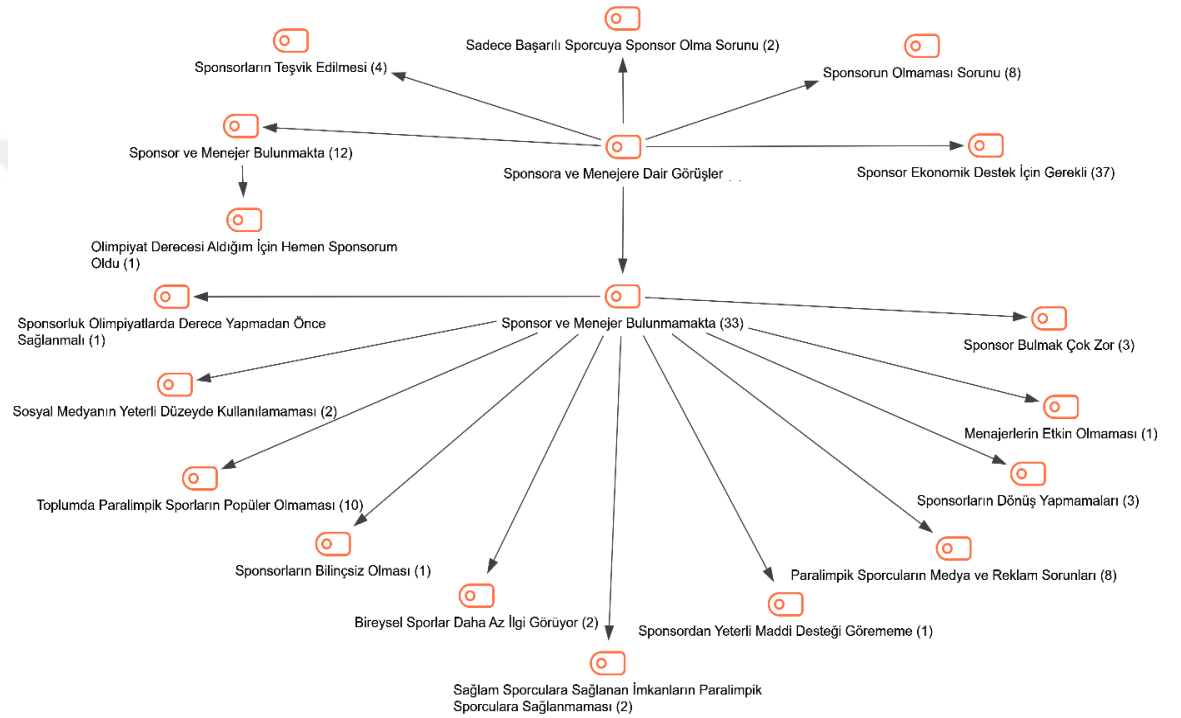 Sadece Başarılı Sporcuya Sponsor Olma Sorunu (2)
Sponsorların Teşvik Edilmesi (4)
Sponsorun Olmaması Sorunu (8)
Sponsor ve Menejer Bulunmakta (12)
Sponsora ve Menejere Dair Görüşler
Sponsor Ekonomik Destek İçin Gerekli (37)
Olimpiyat Derecesi Aldığım İçin Hemen Sponsorum
Oldu (1)
Sponsorluk Olimpiyatlarda Derece Yapmadan Önce
Sağlanmalı (1)
Sponsor ve Menejer Bulunmamakta (33)
Sponsor Bulmak Çok Zor (3)
Sosyal Medyanın Yeterli Düzeyde Kullanılamaması (2)
Menajerlerin Etkin Olmaması (1)
Toplumda Paralimpik Sporların Popüler Olmaması (10)
Sponsorların Dönüş Yapmamaları (3)
Sponsorların Bilinçsiz Olması (1)
Paralimpik Sporcuların Medya ve Reklam Sorunları (8)
Bireysel Sporlar Daha Az İlgi Görüyor (2)
Sponsordan Yeterli Maddi Desteği Görememe (1)
Sağlam Sporculara Sağlanan İmkanların Paralimpik
Sporculara Sağlanmaması (2)